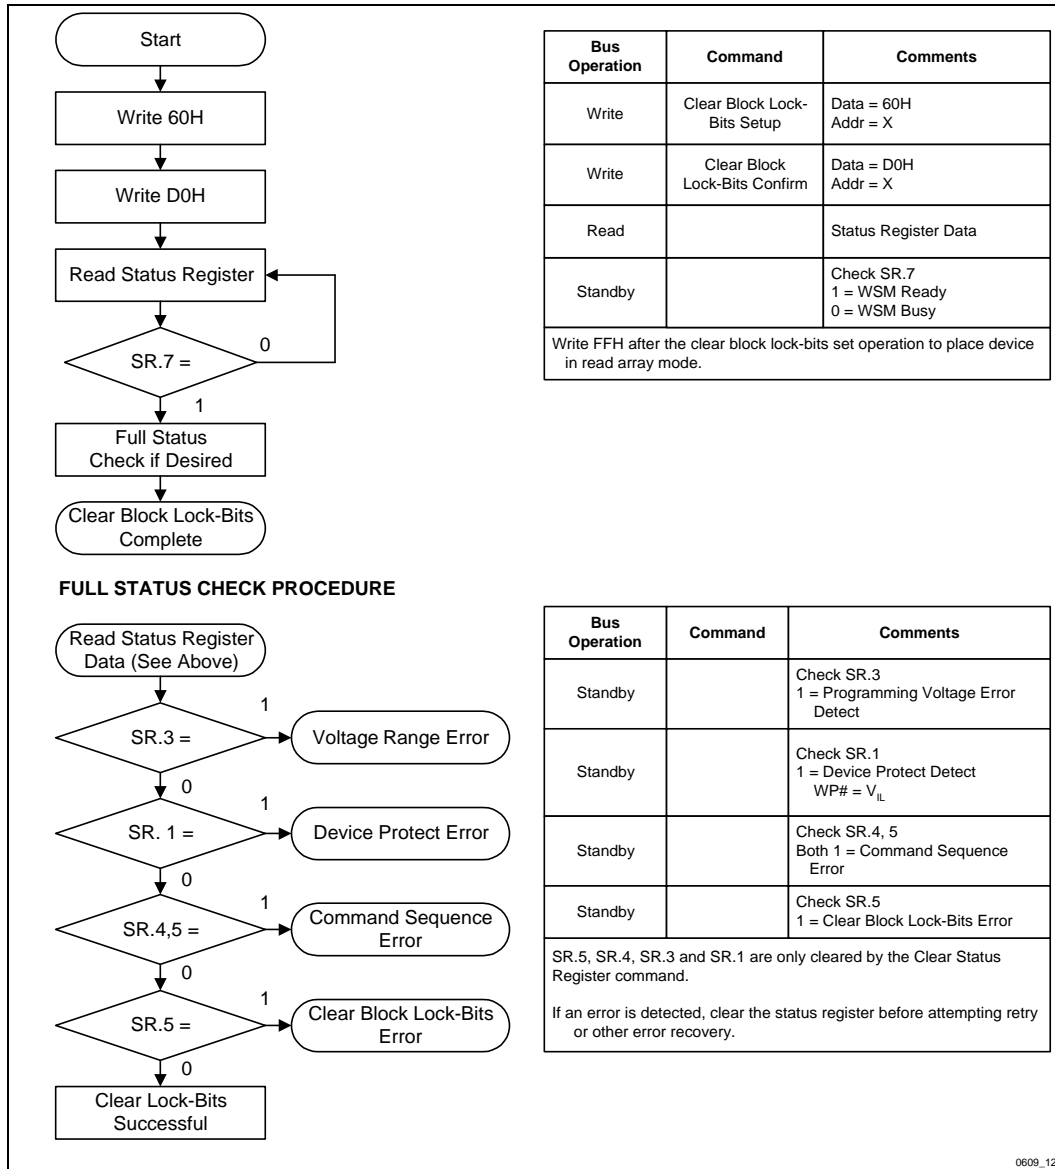 Start
Write 60H
Write D0H
Read Status Register
SR.7 =
0
1
Full Status
Check if Desired
Clear Block Lock-Bits
Complete
Bus
Operation
Command
Comments
Write
Clear Block Lock-
Bits Setup
Data = 60H
Addr = X
Write
Clear Block
Lock-Bits Confirm
Data = D0H
Addr = X
Read
Status Register Data
Standby
Check SR.7
1 = WSM Ready
0 = WSM Busy
Write FFH after the clear block lock-bits set operation to place device
in read array mode.
FULL STATUS CHECK PROCEDURE
Read Status Register
Data (See Above)
SR.3 =
1
Voltage Range Error
0
SR. 1 =
1
Device Protect Error
0
SR.4,5 =
1
Command Sequence
Error
0
SR.5 =
1
Clear Block Lock-Bits
Error
0
Clear Lock-Bits
Successful
Bus
Operation
Command
Comments
Standby
Check SR.3
1 = Programming Voltage Error
Detect
Standby
Check SR.1
1 = Device Protect Detect
WP# = VIL
Standby
Check SR.4, 5
Both 1 = Command Sequence
Error
Standby
Check SR.5
1 = Clear Block Lock-Bits Error
SR.5, SR.4, SR.3 and SR.1 are only cleared by the Clear Status
Register command.
If an error is detected, clear the status register before attempting retry
or other error recovery.
0609_12